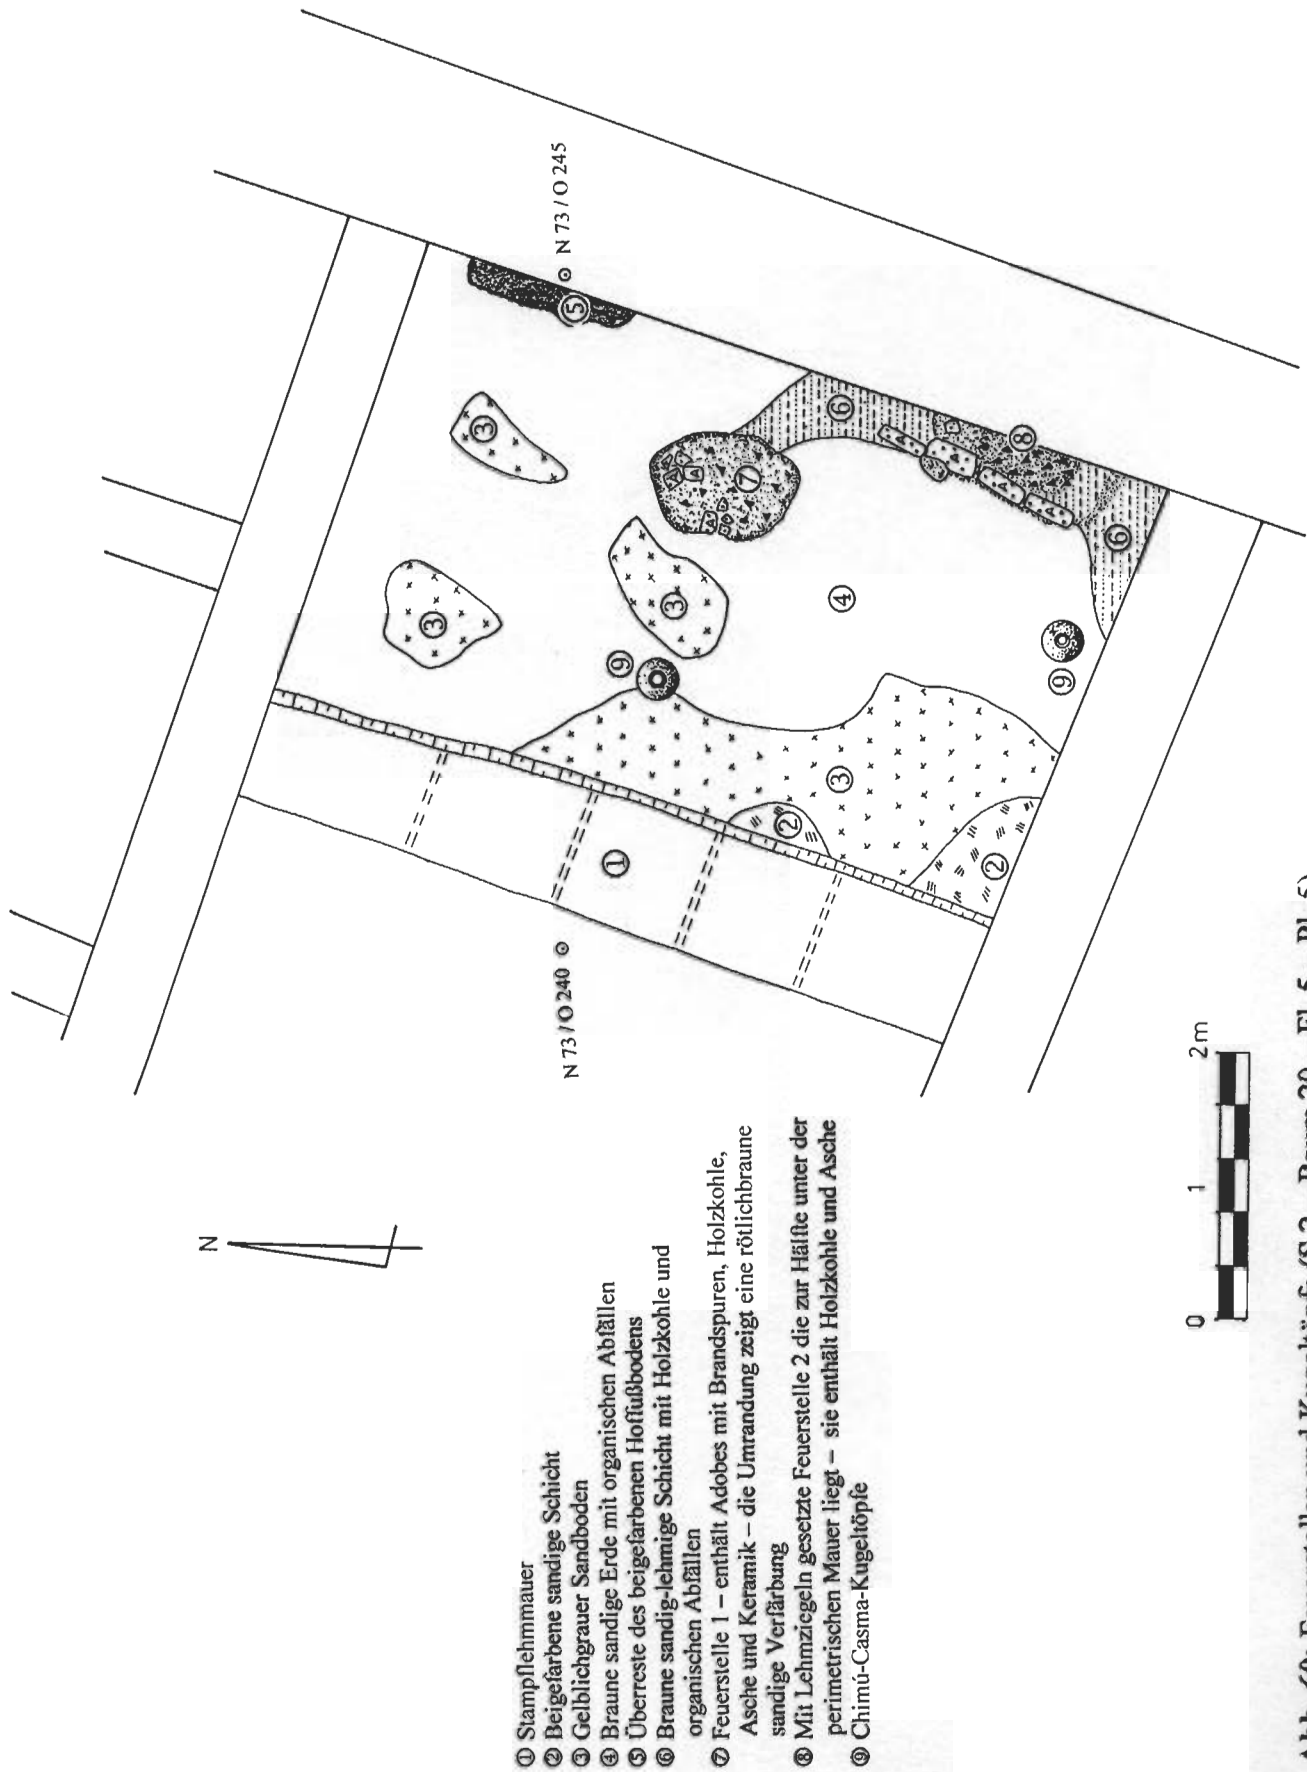 N
N 73 / O 240
N 73 / O 245
①
②
②
③
③
③
③
④
⑤
⑥
⑥
⑦
⑧
⑨
⑨
① Stampflehmmauer
② Beigefarbene sandige Schicht
③ Gelblichgrauer Sandboden
④ Braune sandige Erde mit organischen Abfällen
⑤ Überreste des beigefarbenen Hoffußbodens
⑥ Braune sandig-lehmige Schicht mit Holzkohle und
organischen Abfällen
⑦ Feuerstelle 1 – enthält Adobes mit Brandspuren, Holzkohle,
Asche und Keramik – die Umrandung zeigt eine rötlichbraune
sandige Verfärbung
⑧ Mit Lehmziegeln gesetzte Feuerstelle 2 die zur Hälfte unter der
perimetrischen Mauer liegt – sie enthält Holzkohle und Asche
⑨ Chimú-Casma-Kugeltöpfe
0 1 2m